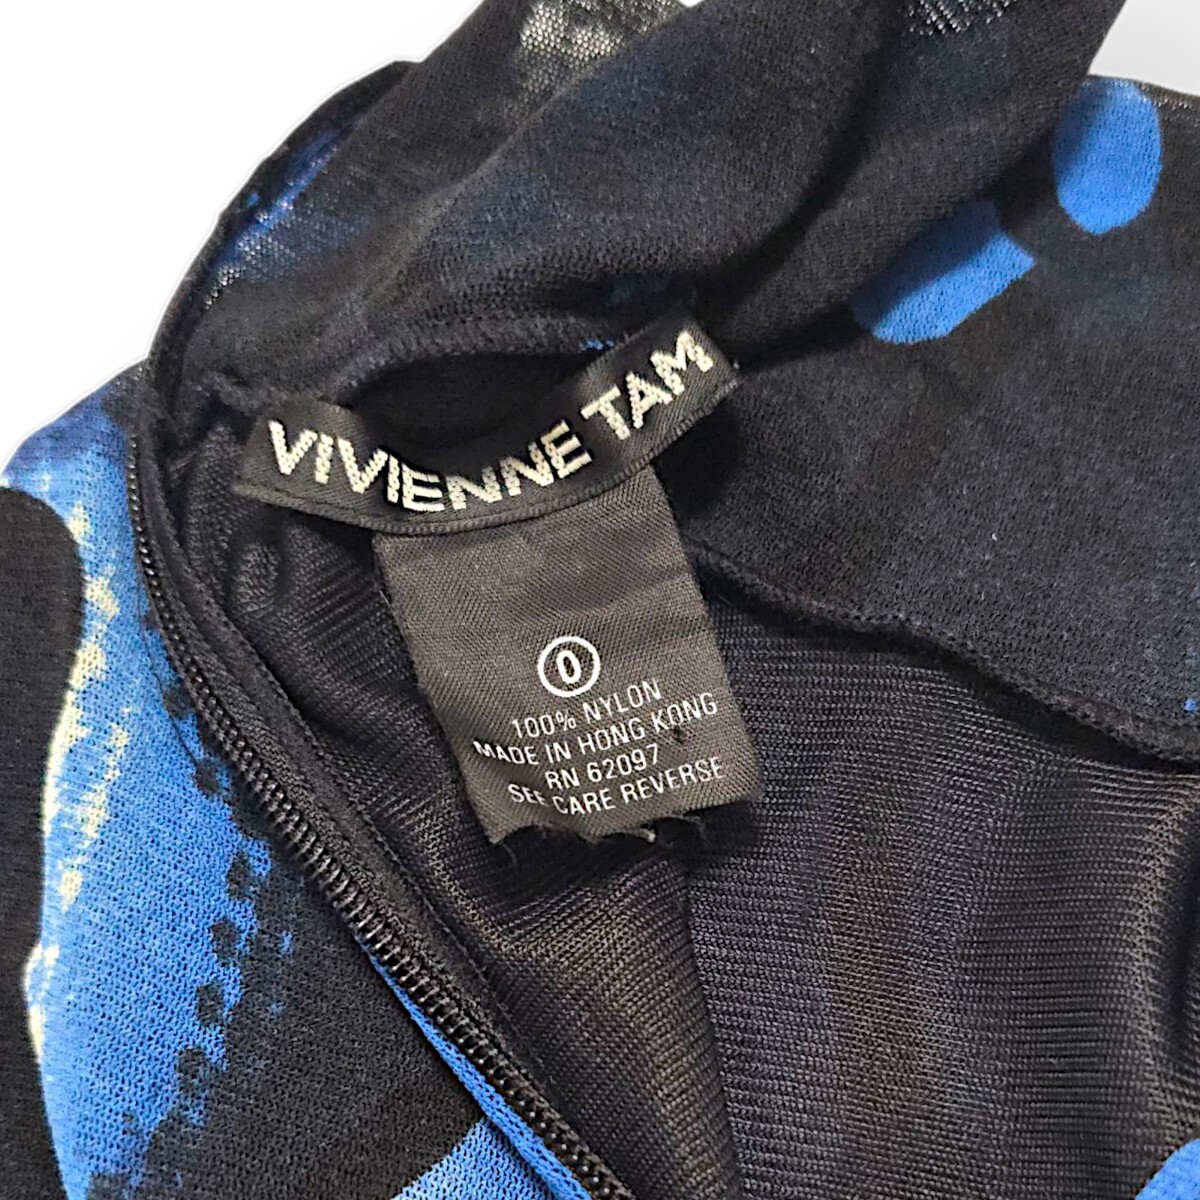 VIVIENNE TAM
0
100% NYLON
MADE IN HONG KONG
RN 62097
SEE CARE REVERSE